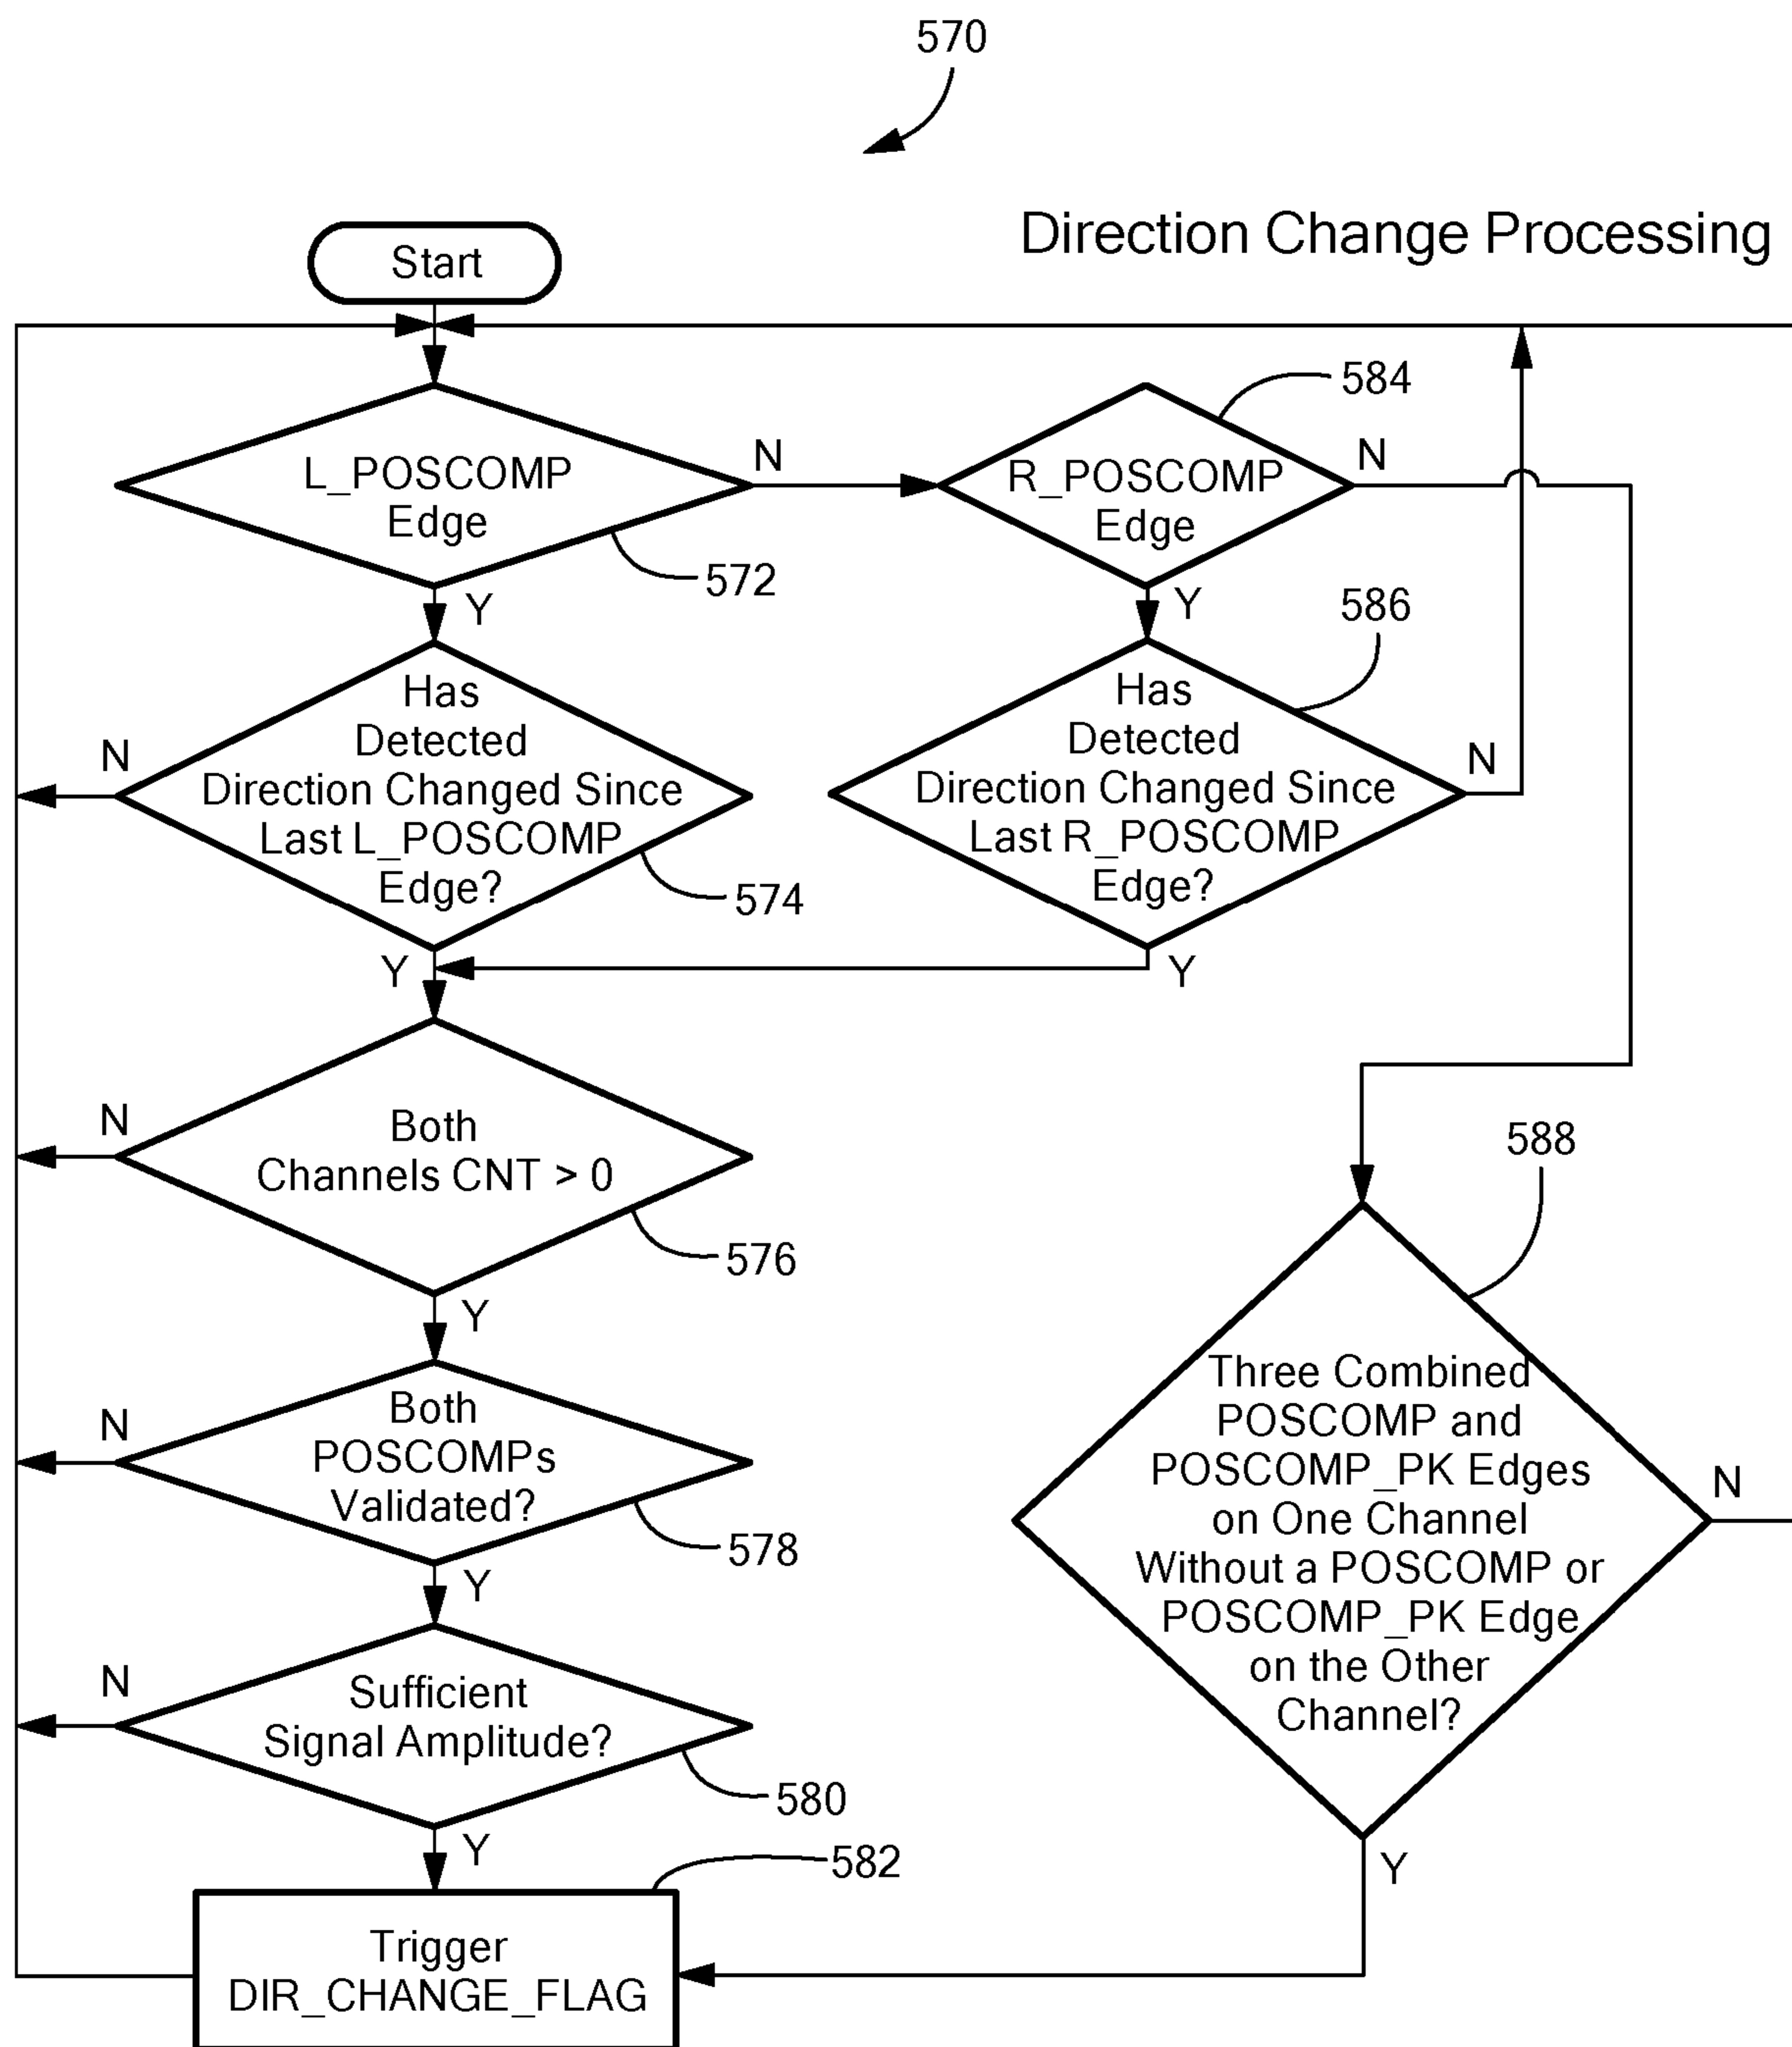 570
Direction Change Processing
Start
L_POSCOMP
Edge
572
N
Y
R_POSCOMP
Edge
584
N
Y
Has
Detected
Direction Changed Since
Last L_POSCOMP
Edge?
574
N
Y
Has
Detected
Direction Changed Since
Last R_POSCOMP
Edge?
586
N
Y
Both
Channels CNT > 0
576
N
Y
Both
POSCOMPs
Validated?
578
N
Y
Sufficient
Signal Amplitude?
580
N
Y
Three Combined
POSCOMP and
POSCOMP_PK Edges
on One Channel
Without a POSCOMP or
POSCOMP_PK Edge
on the Other
Channel?
588
N
Y
Trigger
DIR_CHANGE_FLAG
582